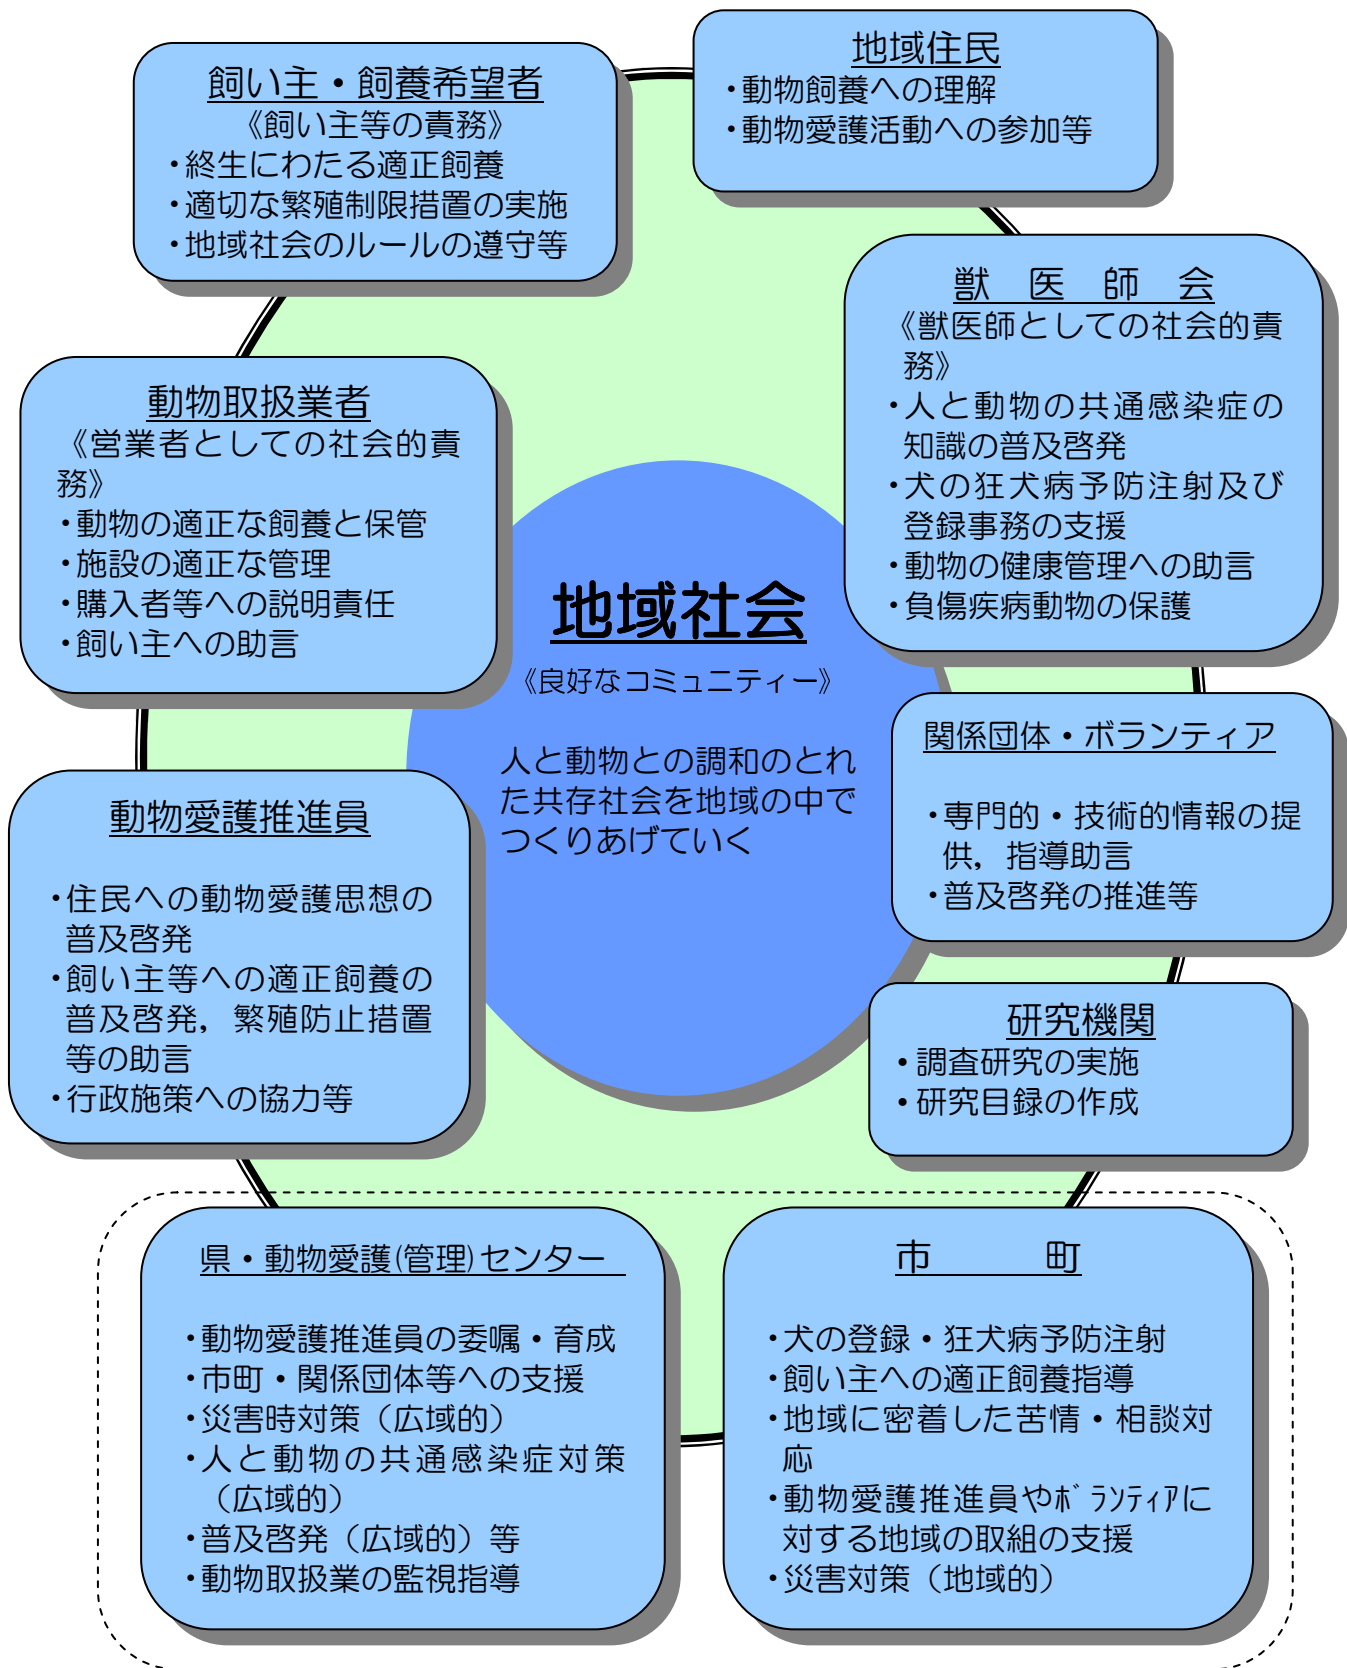 飼い主・飼養希望者
《飼い主等の責務》
・終生にわたる適正飼養
・適切な繁殖制限措置の実施
・地域社会のルールの遵守等
地域住民
・動物飼養への理解
・動物愛護活動への参加等
獣　医　師　会
《獣医師としての社会的責
務》
・人と動物の共通感染症の
知識の普及啓発
・犬の狂犬病予防注射及び
登録事務の支援
・動物の健康管理への助言
・負傷疾病動物の保護
動物取扱業者
《営業者としての社会的責
務》
・動物の適正な飼養と保管
・施設の適正な管理
・購入者等への説明責任
・飼い主への助言
地域社会
《良好なコミュニティー》
人と動物との調和のとれ
た共存社会を地域の中で
つくりあげていく
関係団体・ボランティア
・専門的・技術的情報の提
供，指導助言
・普及啓発の推進等
動物愛護推進員
・住民への動物愛護思想の
普及啓発
・飼い主等への適正飼養の
普及啓発，繁殖防止措置
等の助言
・行政施策への協力等
研究機関
・調査研究の実施
・研究目録の作成
県・動物愛護(管理)センター
・動物愛護推進員の委嘱・育成
・市町・関係団体等への支援
・災害時対策（広域的）
・人と動物の共通感染症対策
（広域的）
・普及啓発（広域的）等
・動物取扱業の監視指導
市　　　町
・犬の登録・狂犬病予防注射
・飼い主への適正飼養指導
・地域に密着した苦情・相談対
応
・動物愛護推進員やﾎﾞﾗﾝﾃｨｱに
対する地域の取組の支援
・災害対策（地域的）